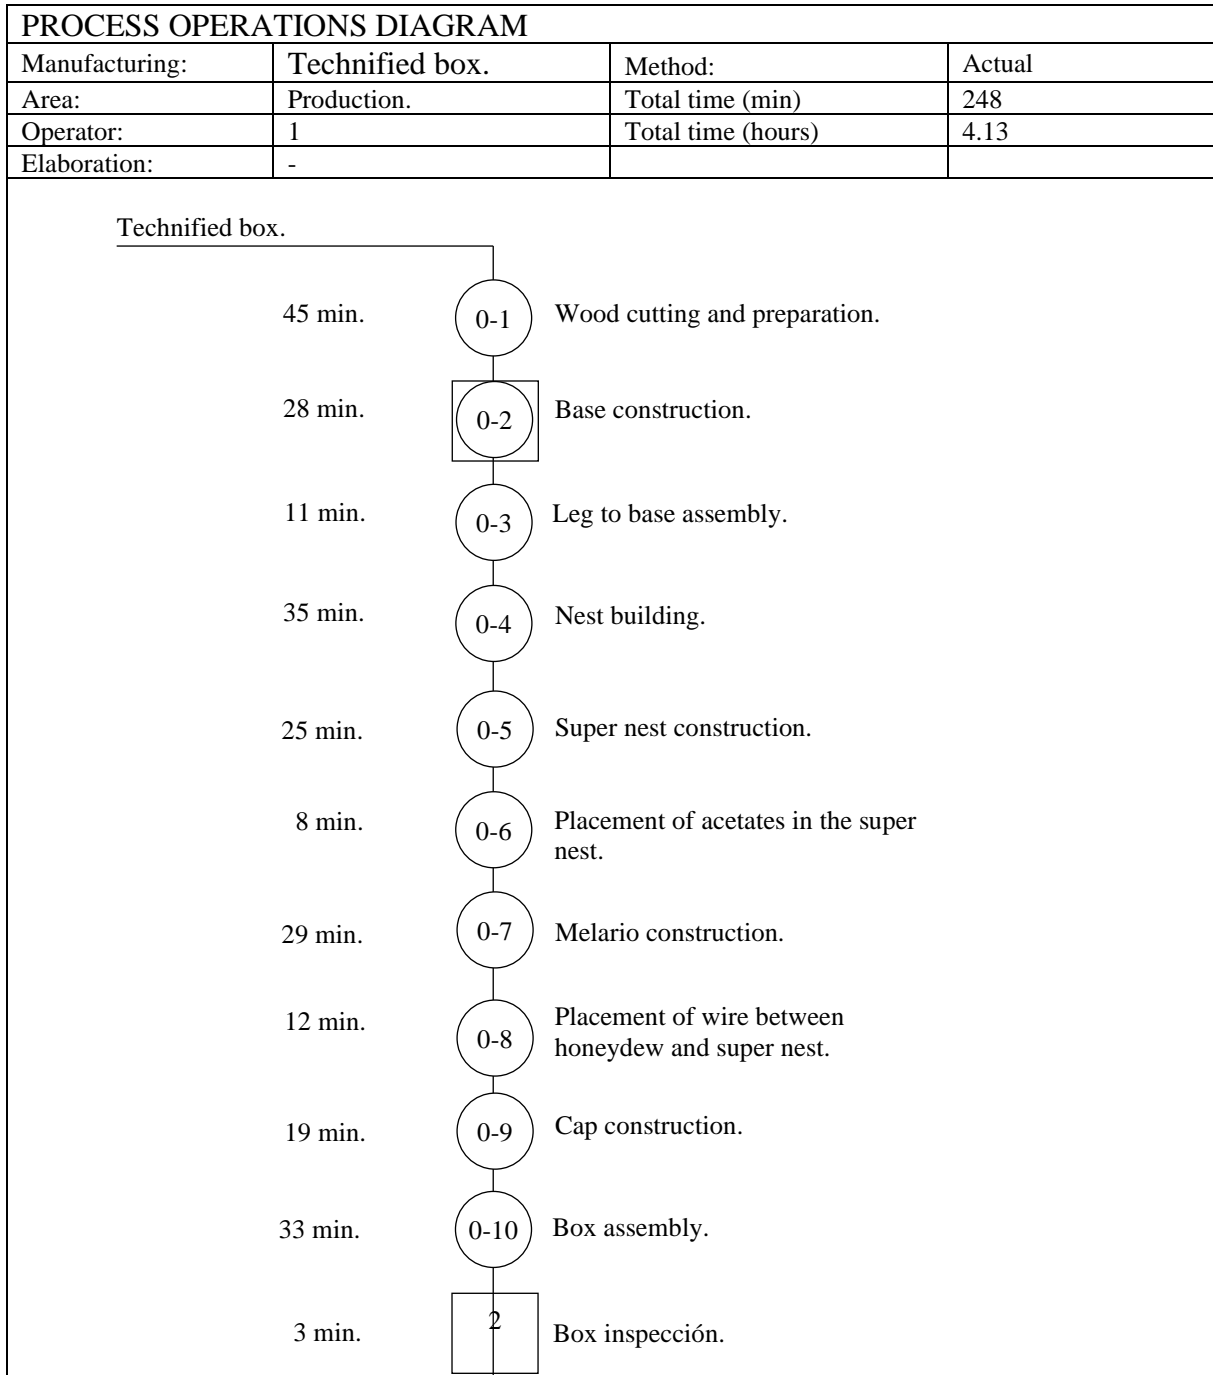 PROCESS OPERATIONS DIAGRAM
Manufacturing: Technified box. Method: Actual
Area: Production. Total time (min) 248
Operator: 1 Total time (hours) 4.13
Elaboration: -
Technified box.
45 min. 0-1 Wood cutting and preparation.
28 min. 0-2 Base construction.
11 min. 0-3 Leg to base assembly.
35 min. 0-4 Nest building.
25 min. 0-5 Super nest construction.
8 min. 0-6 Placement of acetates in the super
nest.
29 min. 0-7 Melario construction.
12 min. 0-8 Placement of wire between
honeydew and super nest.
19 min. 0-9 Cap construction.
33 min. 0-10 Box assembly.
3 min. 2 Box inspección.